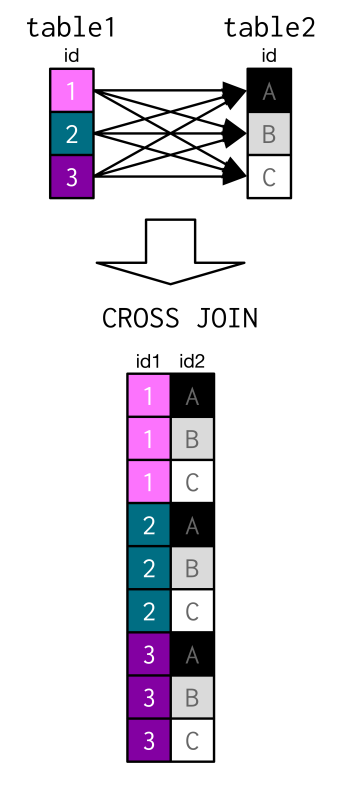 table1 table2
id id
1 A
2 B
3 C
CROSS JOIN
id1 id2
1 A
1 B
1 C
2 A
2 B
2 C
3 A
3 B
3 C